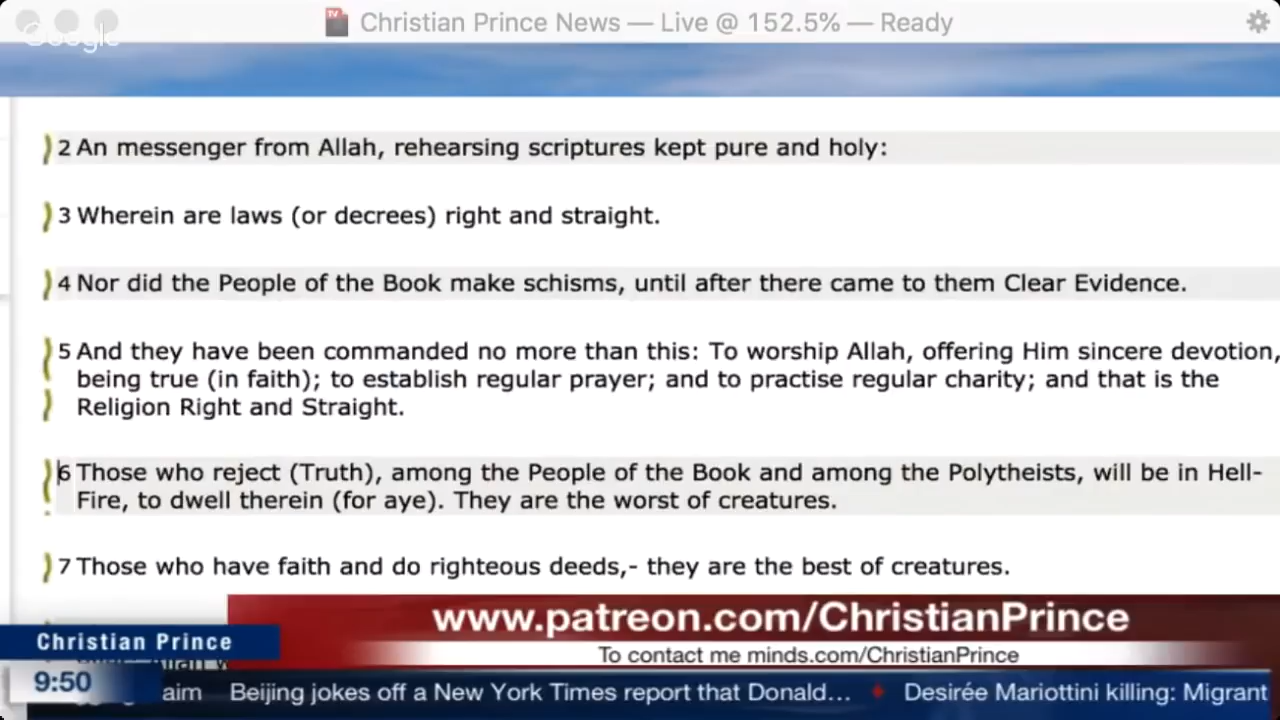 Christian Prince News — Live @ 152.5% — Ready
Google
2 An messenger from Allah, rehearsing scriptures kept pure and holy:
3 Wherein are laws (or decrees) right and straight.
4 Nor did the People of the Book make schisms, until after there came to them Clear Evidence.
5 And they have been commanded no more than this: To worship Allah, offering Him sincere devotion,
being true (in faith); to establish regular prayer; and to practise regular charity; and that is the
Religion Right and Straight.
6 Those who reject (Truth), among the People of the Book and among the Polytheists, will be in Hell-
Fire, to dwell therein (for aye). They are the worst of creatures.
7 Those who have faith and do righteous deeds,- they are the best of creatures.
www.patreon.com/ChristianPrince
Christian Prince
To contact me minds.com/ChristianPrince
9:50
aim Beijing jokes off a New York Times report that Donald... Desirée Mariottini killing: Migrant